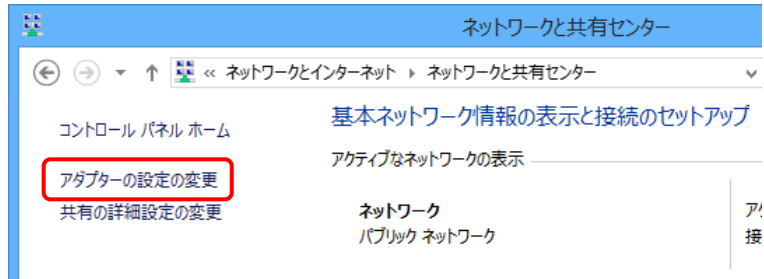 ネットワークと共有センター
« ネットワークとインターネット ▸ ネットワークと共有センター
コントロール パネル ホーム
アダプターの設定の変更
共有の詳細設定の変更
基本ネットワーク情報の表示と接続のセットアップ
アクティブなネットワークの表示
ネットワーク
パブリック ネットワーク
接